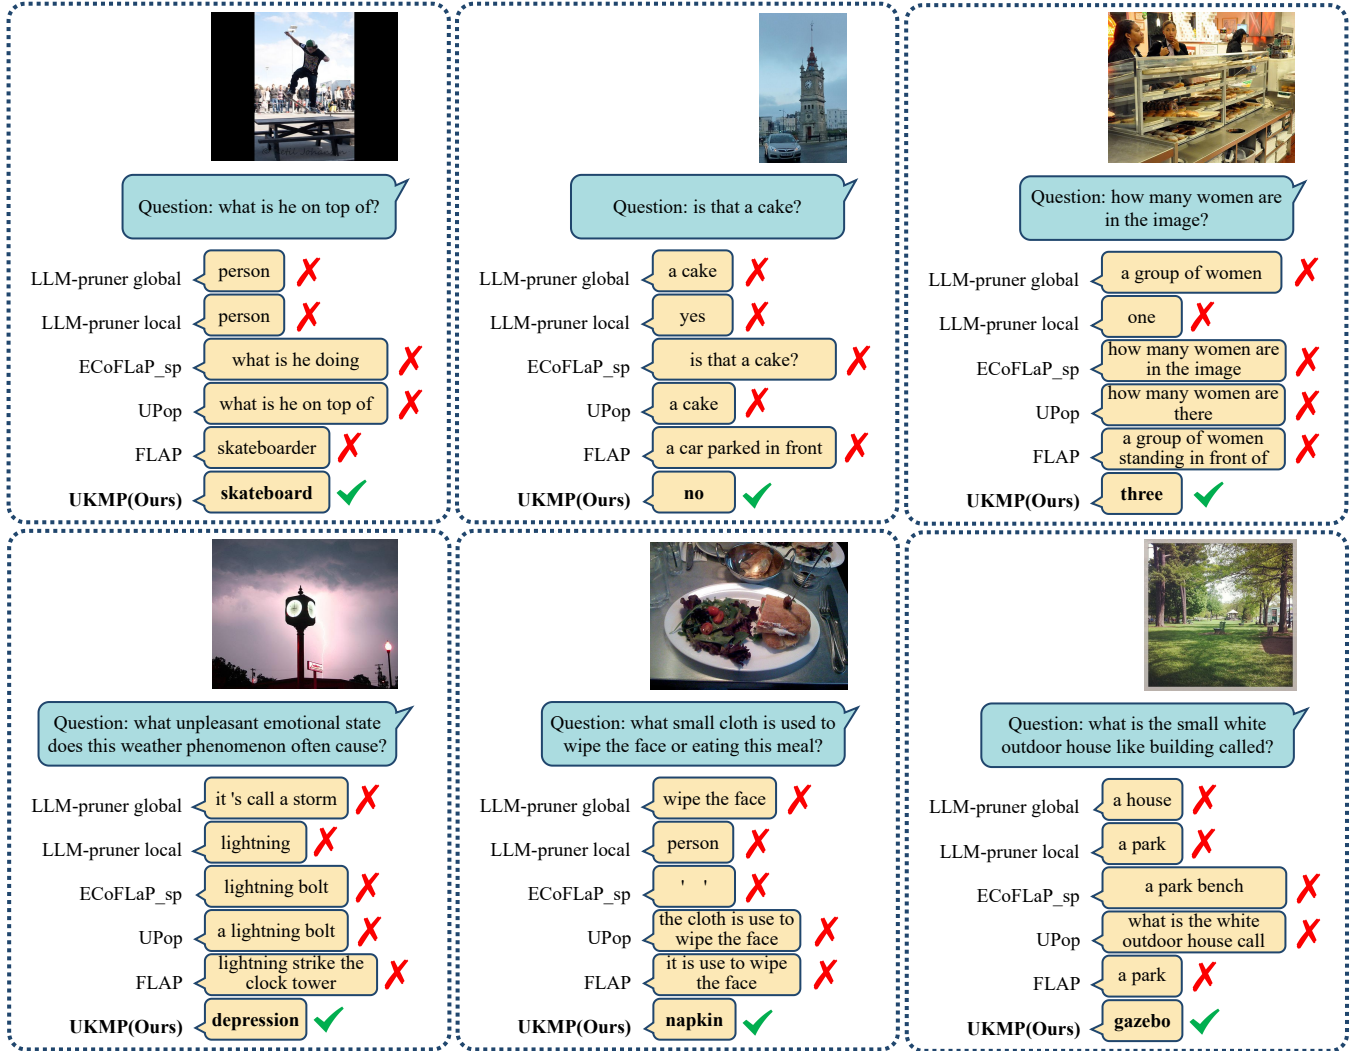 Question: what is he on top of?
LLM-pruner global
person
LLM-pruner local
person
ECoFLaP_sp
what is he doing
UPop
what is he on top of
FLAP
skateboarder
UKMP(Ours)
skateboard
Question: is that a cake?
LLM-pruner global
a cake
LLM-pruner local
yes
ECoFLaP_sp
is that a cake?
UPop
a cake
FLAP
a car parked in front
UKMP(Ours)
no
Question: how many women are
in the image?
LLM-pruner global
a group of women
LLM-pruner local
one
ECoFLaP_sp
how many women are
in the image
UPop
how many women are
there
FLAP
a group of women
standing in front of
UKMP(Ours)
three
Question: what unpleasant emotional state
does this weather phenomenon often cause?
LLM-pruner global
it 's call a storm
LLM-pruner local
lightning
ECoFLaP_sp
lightning bolt
UPop
a lightning bolt
FLAP
lightning strike the
clock tower
UKMP(Ours)
depression
Question: what small cloth is used to
wipe the face or eating this meal?
LLM-pruner global
wipe the face
LLM-pruner local
person
ECoFLaP_sp
' '
UPop
the cloth is use to
wipe the face
FLAP
it is use to wipe
the face
UKMP(Ours)
napkin
Question: what is the small white
outdoor house like building called?
LLM-pruner global
a house
LLM-pruner local
a park
ECoFLaP_sp
a park bench
UPop
what is the white
outdoor house call
FLAP
a park
UKMP(Ours)
gazebo